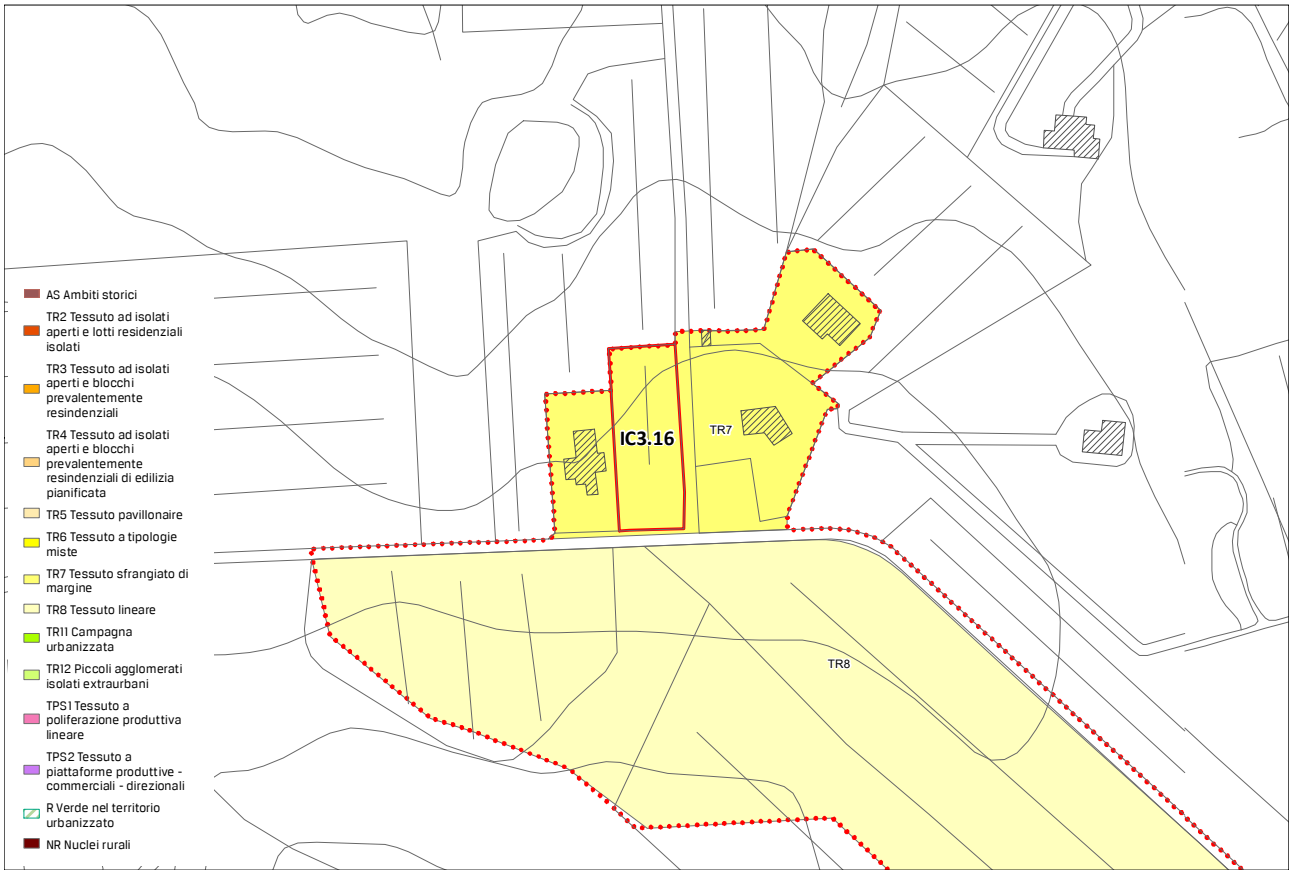 AS Ambiti storici
TR2 Tessuto ad isolati
aperti e lotti residenziali
isolati
TR3 Tessuto ad isolati
aperti e blocchi
prevalentemente
resindenziali
TR4 Tessuto ad isolati
aperti e blocchi
prevalentemente
residenziali di edilizia
pianificata
TR5 Tessuto pavillonaire
TR6 Tessuto a tipologie
miste
TR7 Tessuto sfrangiato di
margine
TR8 Tessuto lineare
TR11 Campagna
urbanizzata
TR12 Piccoli agglomerati
isolati extraurbani
TPS1 Tessuto a
poliferazione produttiva
lineare
TPS2 Tessuto a
piattaforme produttive -
commerciali - direzionali
R Verde nel territorio
urbanizzato
NR Nuclei rurali
IC3.16
TR7
TR8